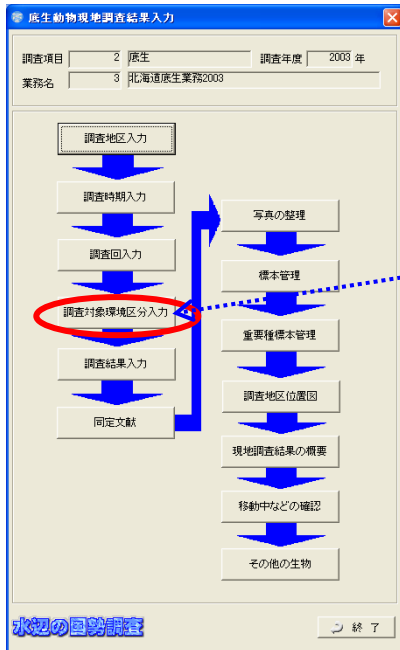 底生動物現地調査結果入力
調査項目 2 底生 調査年度 2003 年
業務名 3 北海道底生業務2003
調査地区入力
調査時期入力
調査回入力
調査対象環境区分入力
調査結果入力
同定文献
写真の整理
標本管理
重要種標本管理
調査地区位置図
現地調査結果の概要
移動中などの確認
その他の生物
水辺の国勢調査
終了